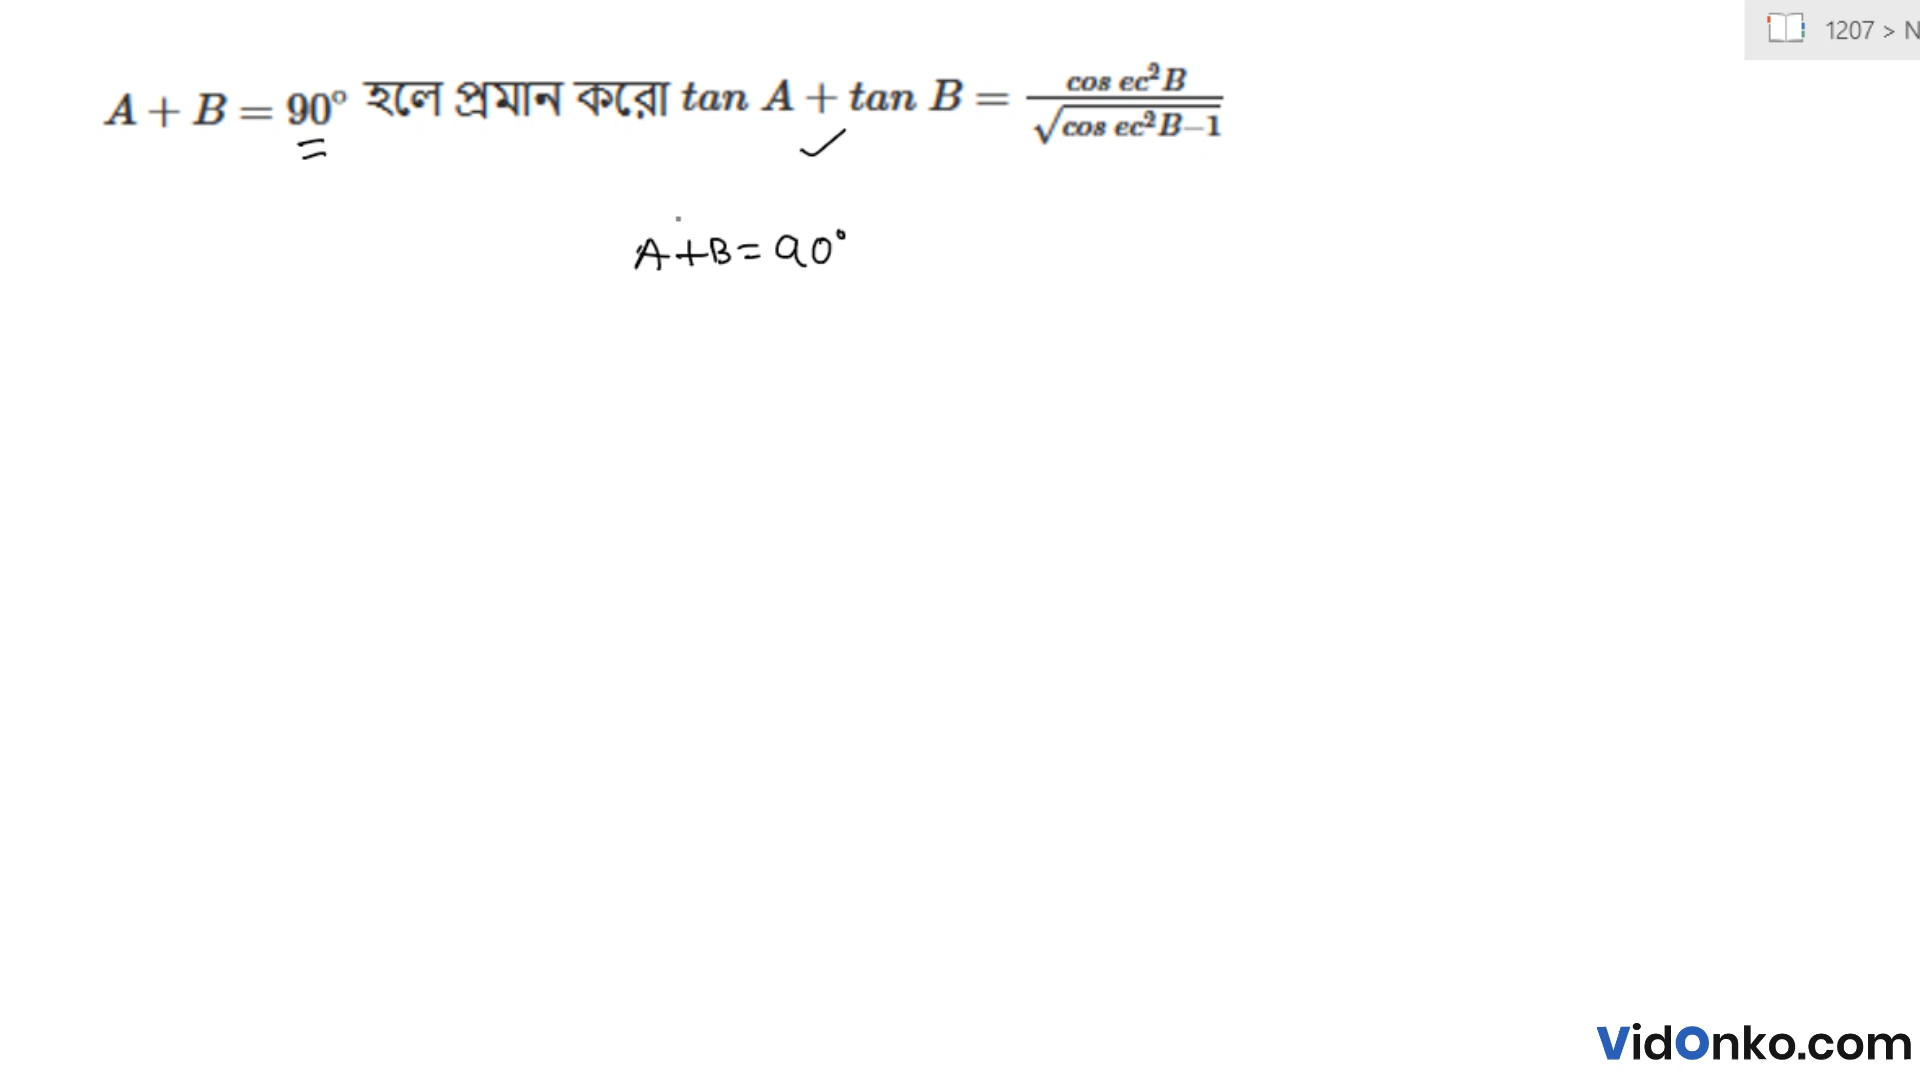 1207 > N
A + B = 90° হলে প্রমান করো tan A + tan B = cos ec²B / √(cos ec²B−1)
A+B = 90°
VidOnko.com